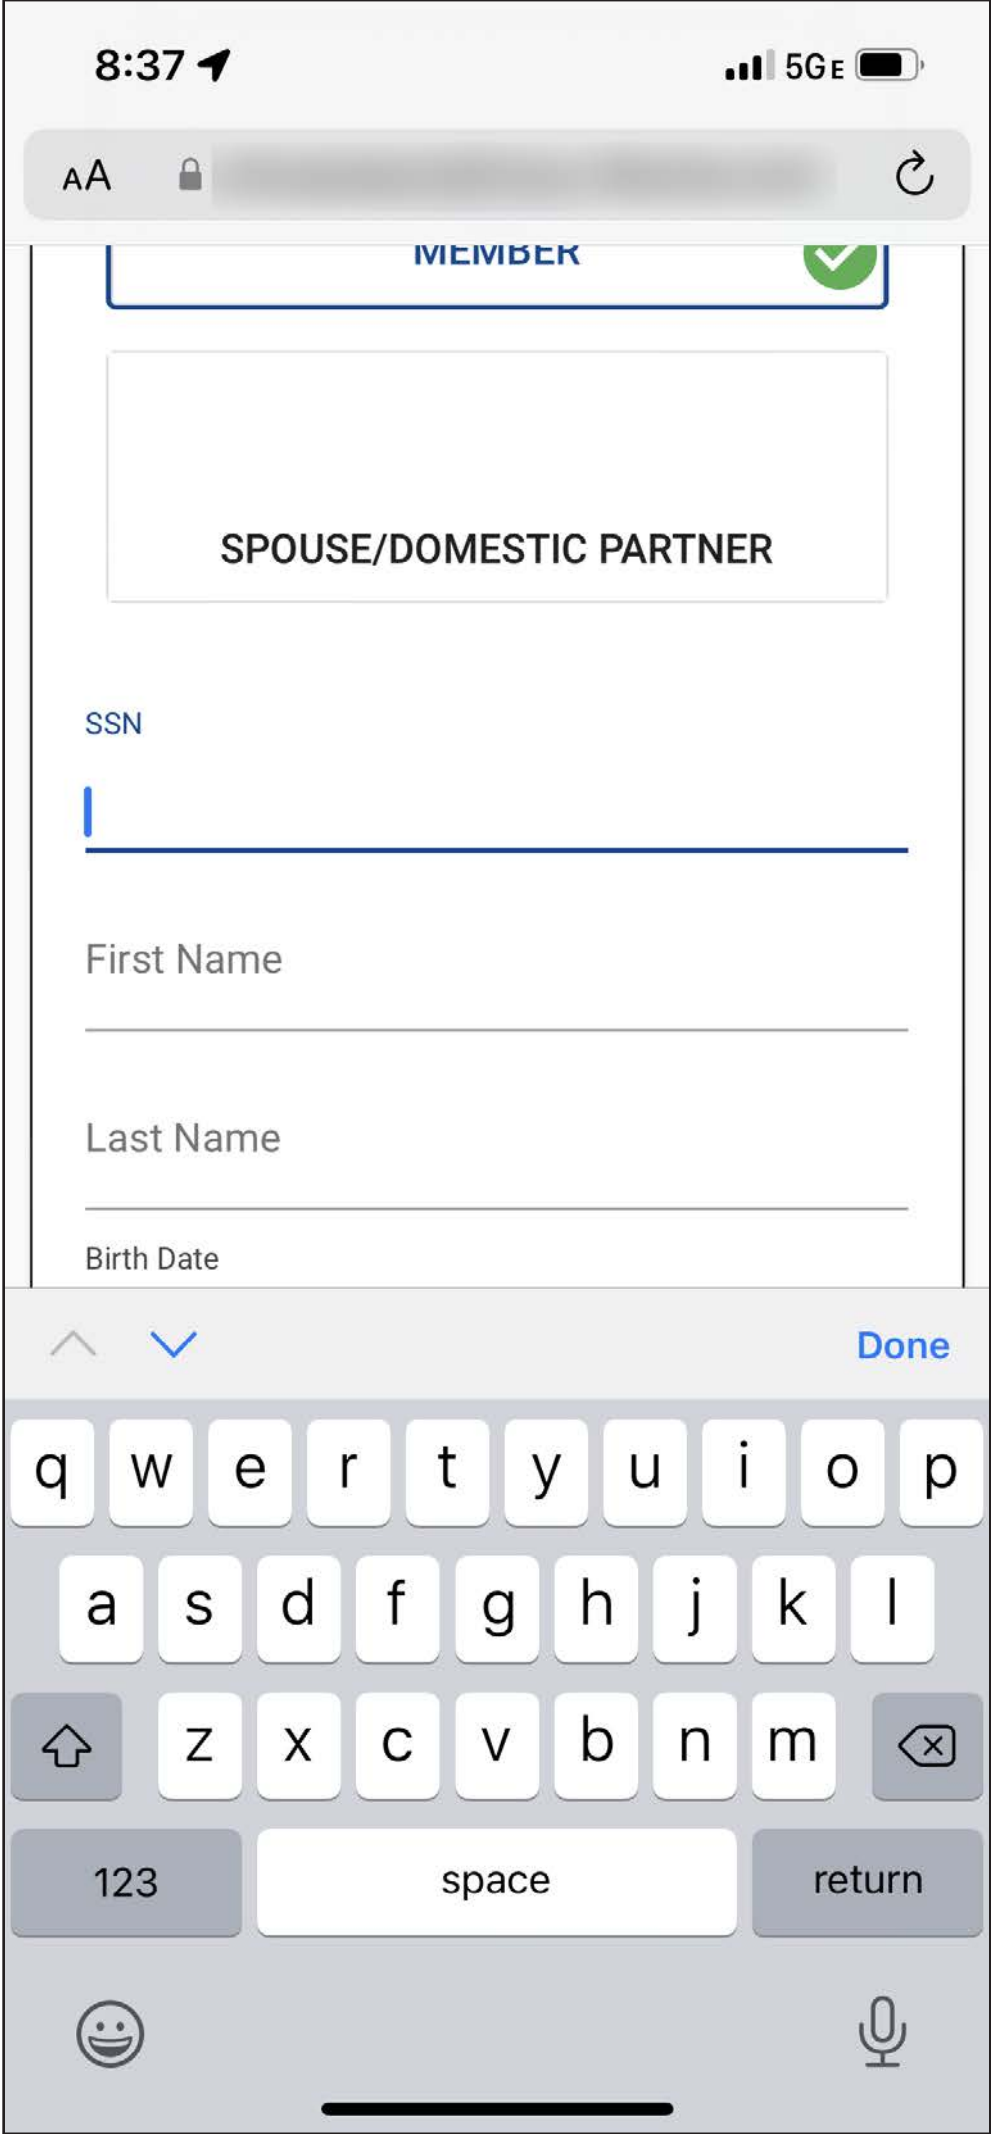 8:37 5GE
AA
MEMBER
SPOUSE/DOMESTIC PARTNER
SSN
First Name
Last Name
Birth Date
Done
q w e r t y u i o p
a s d f g h j k l
z x c v b n m
123 space return